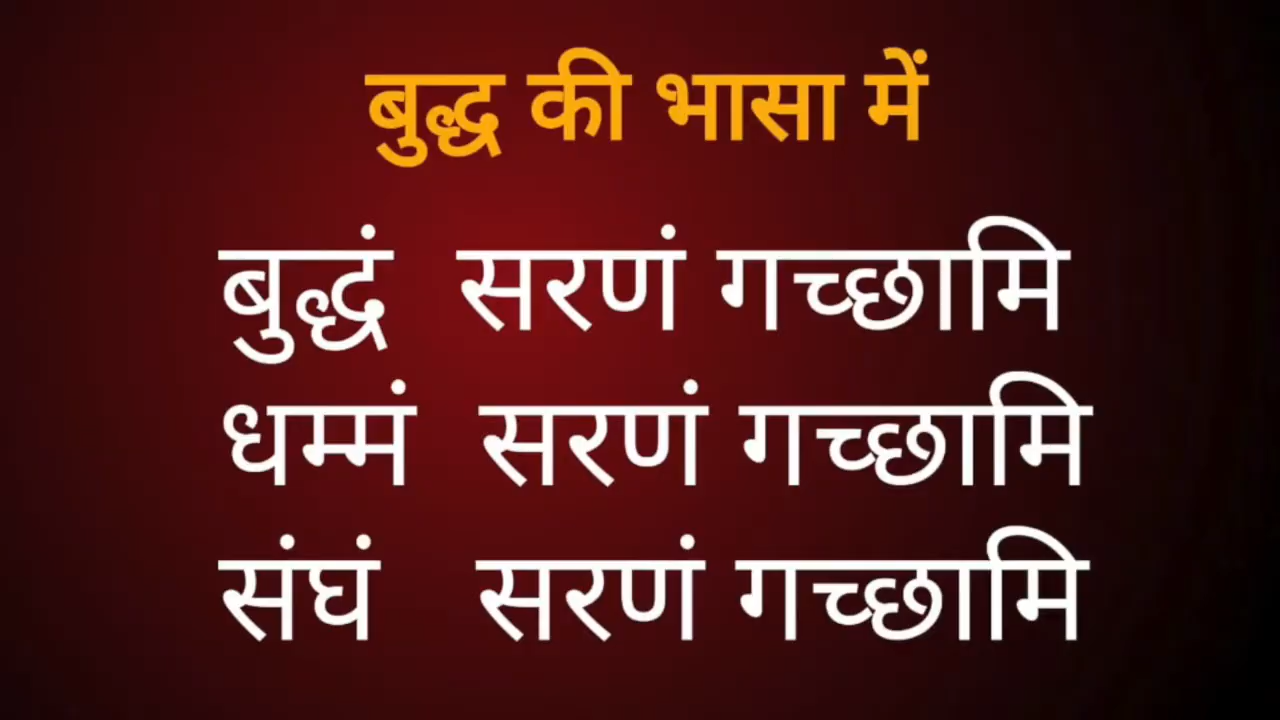 बुद्ध की भासा में
बुद्धं सरणं गच्छामि
धम्मं सरणं गच्छामि
संघं सरणं गच्छामि